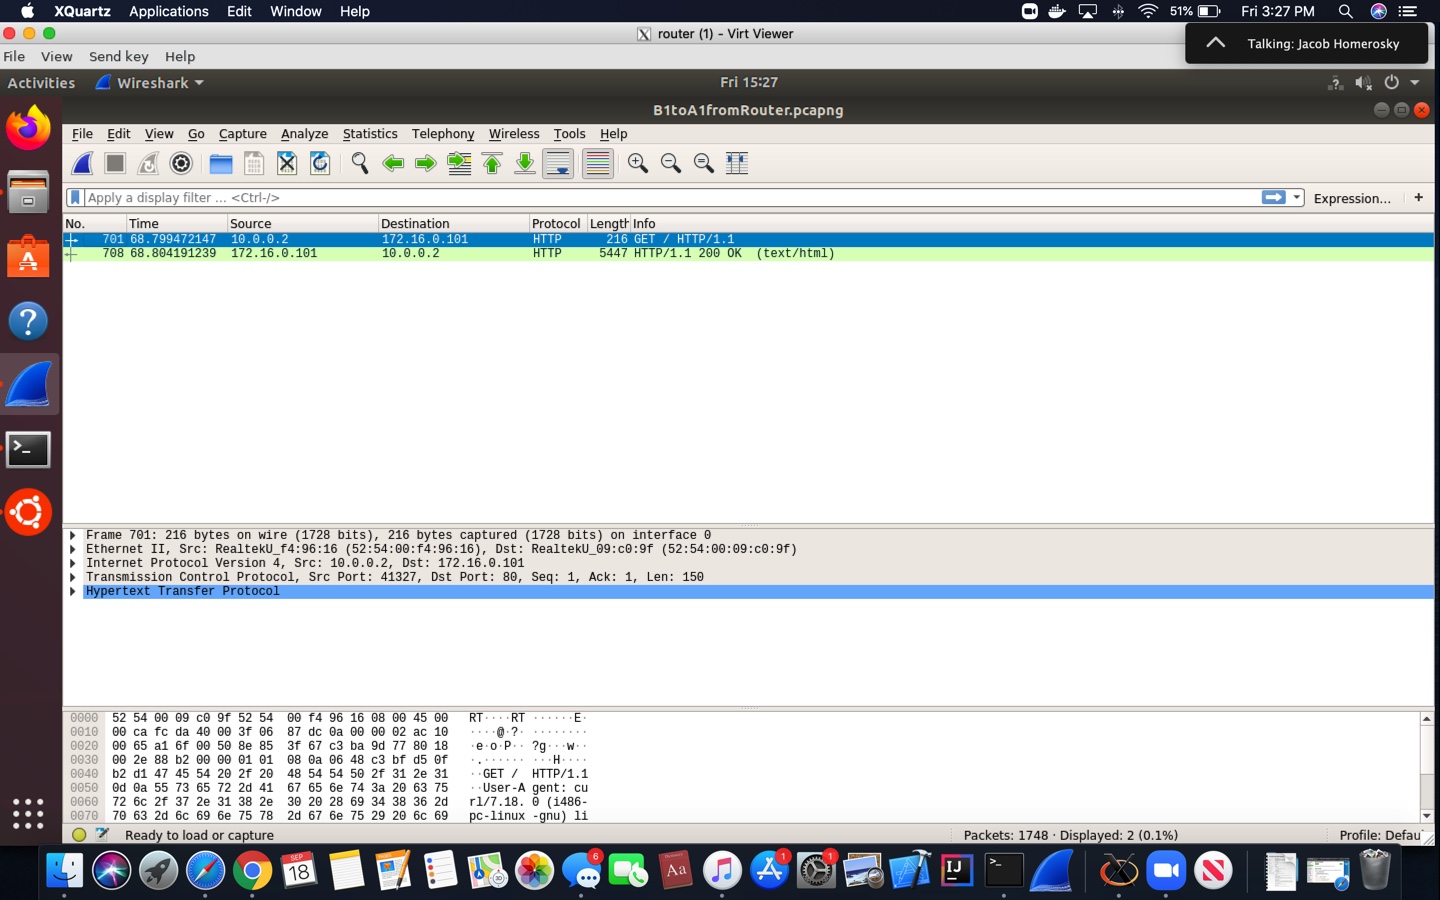 XQuartz Applications Edit Window Help 51% Fri 3:27 PM
router (1) - Virt Viewer
Talking: Jacob Homerosky
File View Send key Help
Activities Wireshark Fri 15:27
B1toA1fromRouter.pcapng
File Edit View Go Capture Analyze Statistics Telephony Wireless Tools Help
Apply a display filter ... <Ctrl-/> Expression... +
No. Time Source Destination Protocol Length Info
701 68.799472147 10.0.0.2 172.16.0.101 HTTP 216 GET / HTTP/1.1
708 68.804191239 172.16.0.101 10.0.0.2 HTTP 5447 HTTP/1.1 200 OK (text/html)
Frame 701: 216 bytes on wire (1728 bits), 216 bytes captured (1728 bits) on interface 0
Ethernet II, Src: RealtekU_f4:96:16 (52:54:00:f4:96:16), Dst: RealtekU_09:c0:9f (52:54:00:09:c0:9f)
Internet Protocol Version 4, Src: 10.0.0.2, Dst: 172.16.0.101
Transmission Control Protocol, Src Port: 41327, Dst Port: 80, Seq: 1, Ack: 1, Len: 150
Hypertext Transfer Protocol
0000 52 54 00 09 c0 9f 52 54 00 f4 96 16 08 00 45 00 RT····RT ······E·
0010 00 ca fc da 40 00 3f 06 87 dc 0a 00 00 02 ac 10 ····@·?· ········
0020 00 65 a1 6f 00 50 8e 85 3f 67 c3 ba 9d 77 80 18 ·e·o·P·· ?g···w··
0030 00 2e 88 b2 00 00 01 01 08 0a 06 48 c3 bf d5 0f ·.······ ···H····
0040 b2 d1 47 45 54 20 2f 20 48 54 54 50 2f 31 2e 31 ··GET / HTTP/1.1
0050 0d 0a 55 73 65 72 2d 41 67 65 6e 74 3a 20 63 75 ··User-A gent: cu
0060 72 6c 2f 37 2e 31 38 2e 30 20 28 69 34 38 36 2d rl/7.18. 0 (i486-
0070 70 63 2d 6c 69 6e 75 78 2d 67 6e 75 29 20 6c 69 pc-linux -gnu) li
Ready to load or capture Packets: 1748 · Displayed: 2 (0.1%) Profile: Defau
SEP
18
3D
6
Aa
1
1
IJ